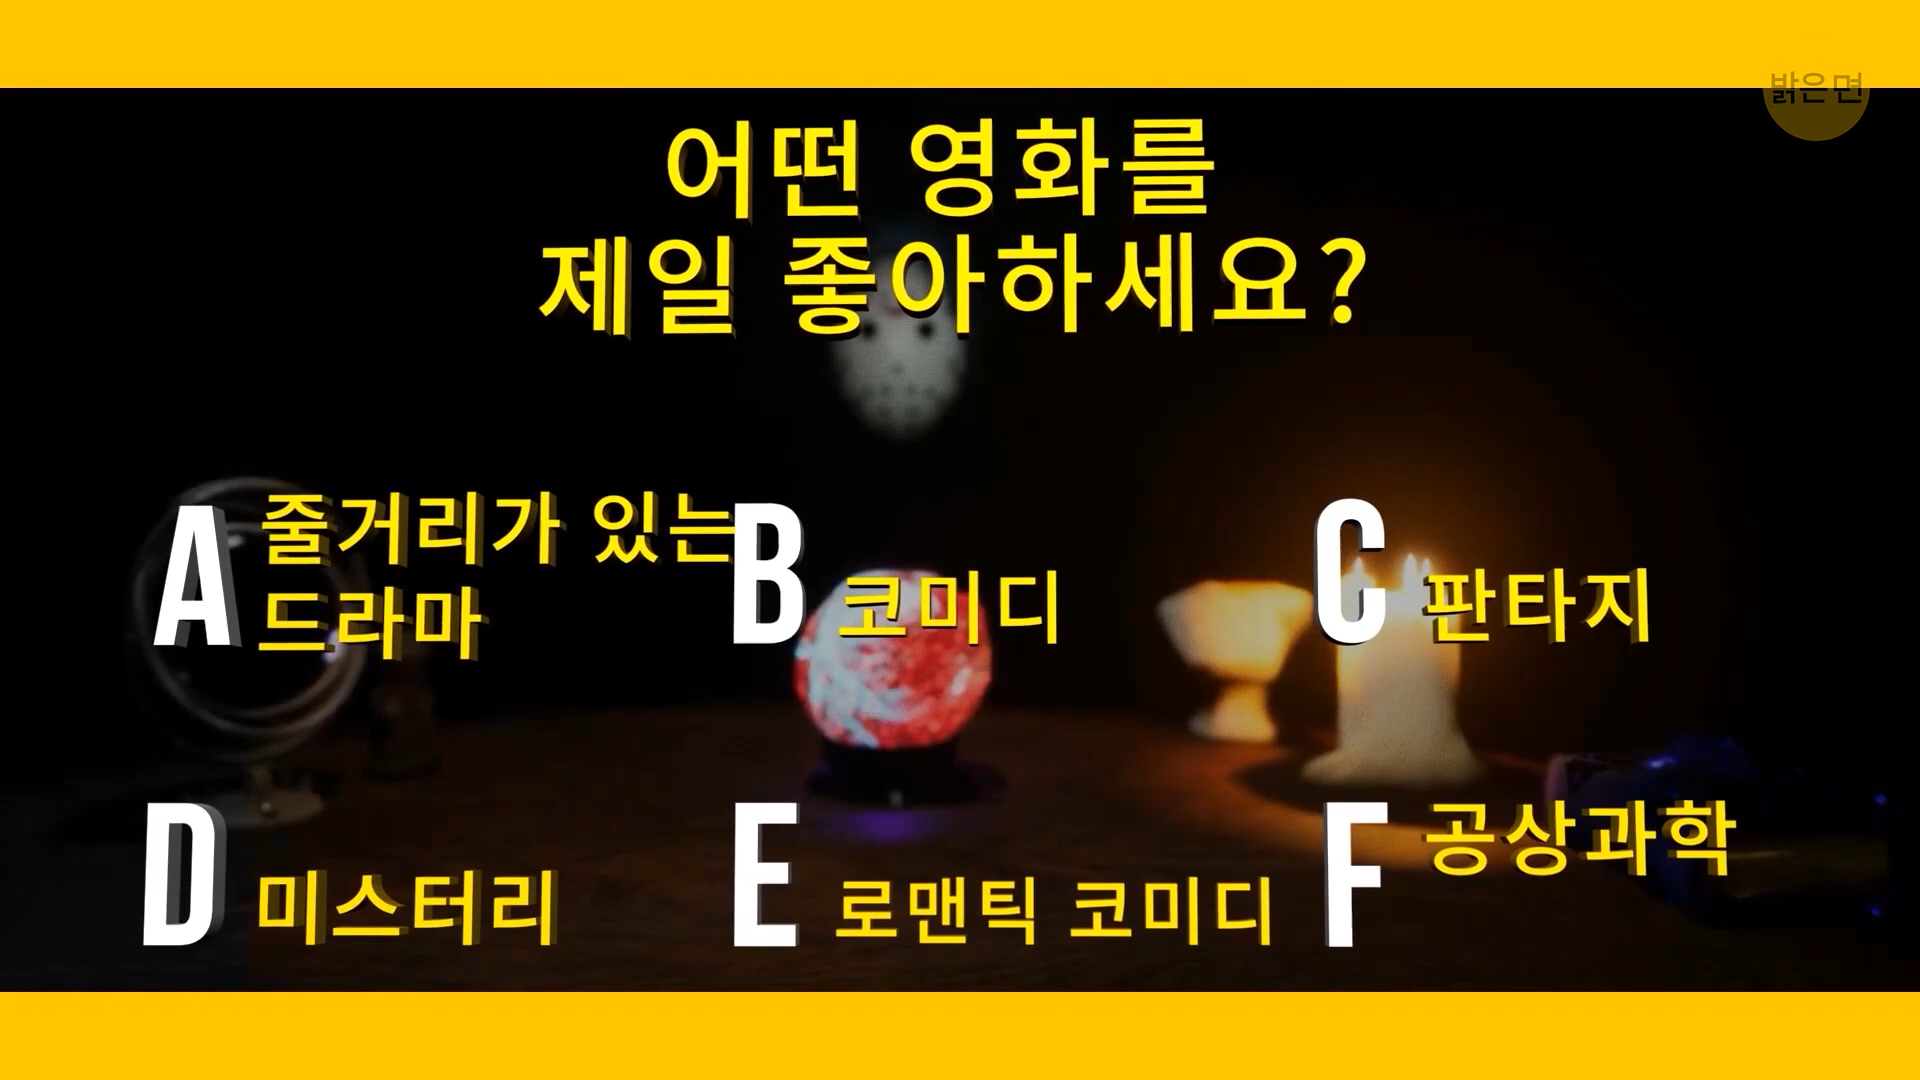 밝은면
어떤 영화를
제일 좋아하세요?
A 줄거리가 있는
드라마
B 코미디
C 판타지
D 미스터리
E 로맨틱 코미디
F 공상과학